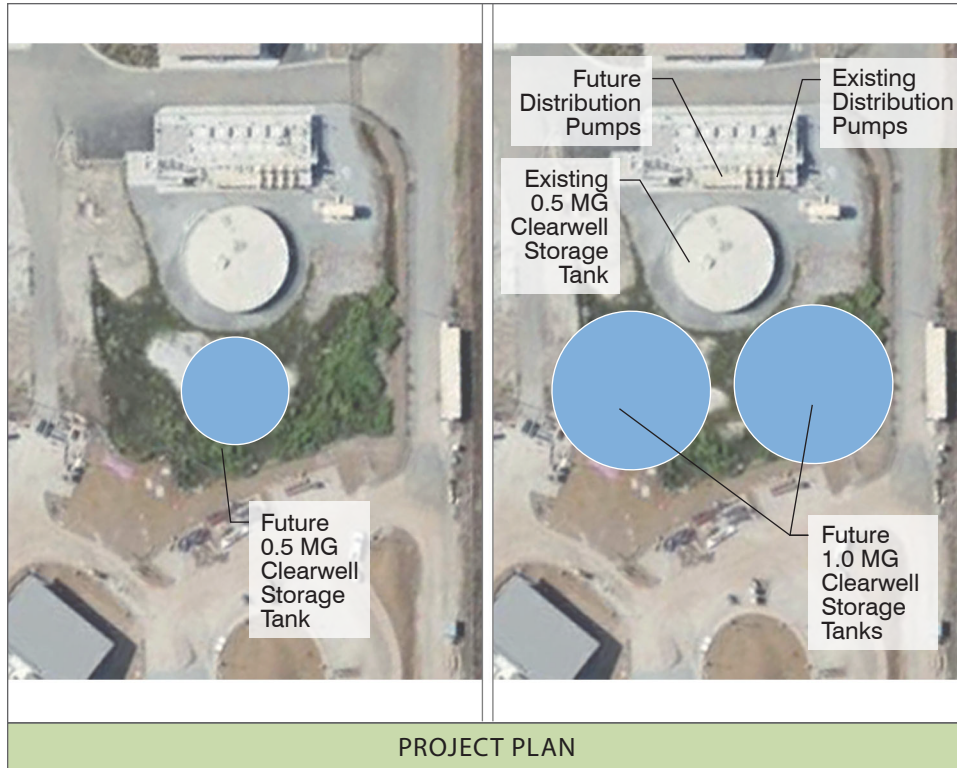 Future
0.5 MG
Clearwell
Storage
Tank
Future
Distribution
Pumps
Existing
Distribution
Pumps
Existing
0.5 MG
Clearwell
Storage
Tank
Future
1.0 MG
Clearwell
Storage
Tanks
PROJECT PLAN